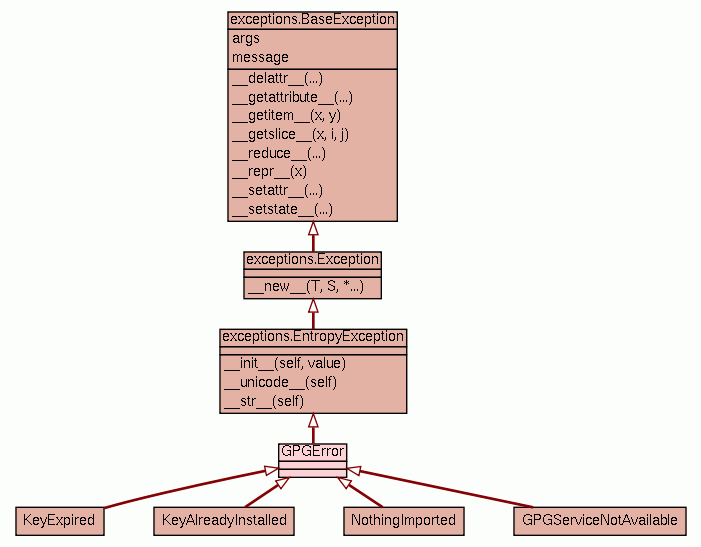 exceptions.BaseException
args
message
__delattr__(...)
__getattribute__(...)
__getitem__(x, y)
__getslice__(x, i, j)
__reduce__(...)
__repr__(x)
__setattr__(...)
__setstate__(...)
exceptions.Exception
__new__(T, S, *...)
exceptions.EntropyException
__init__(self, value)
__unicode__(self)
__str__(self)
GPGError
KeyExpired
KeyAlreadyInstalled
NothingImported
GPGServiceNotAvailable